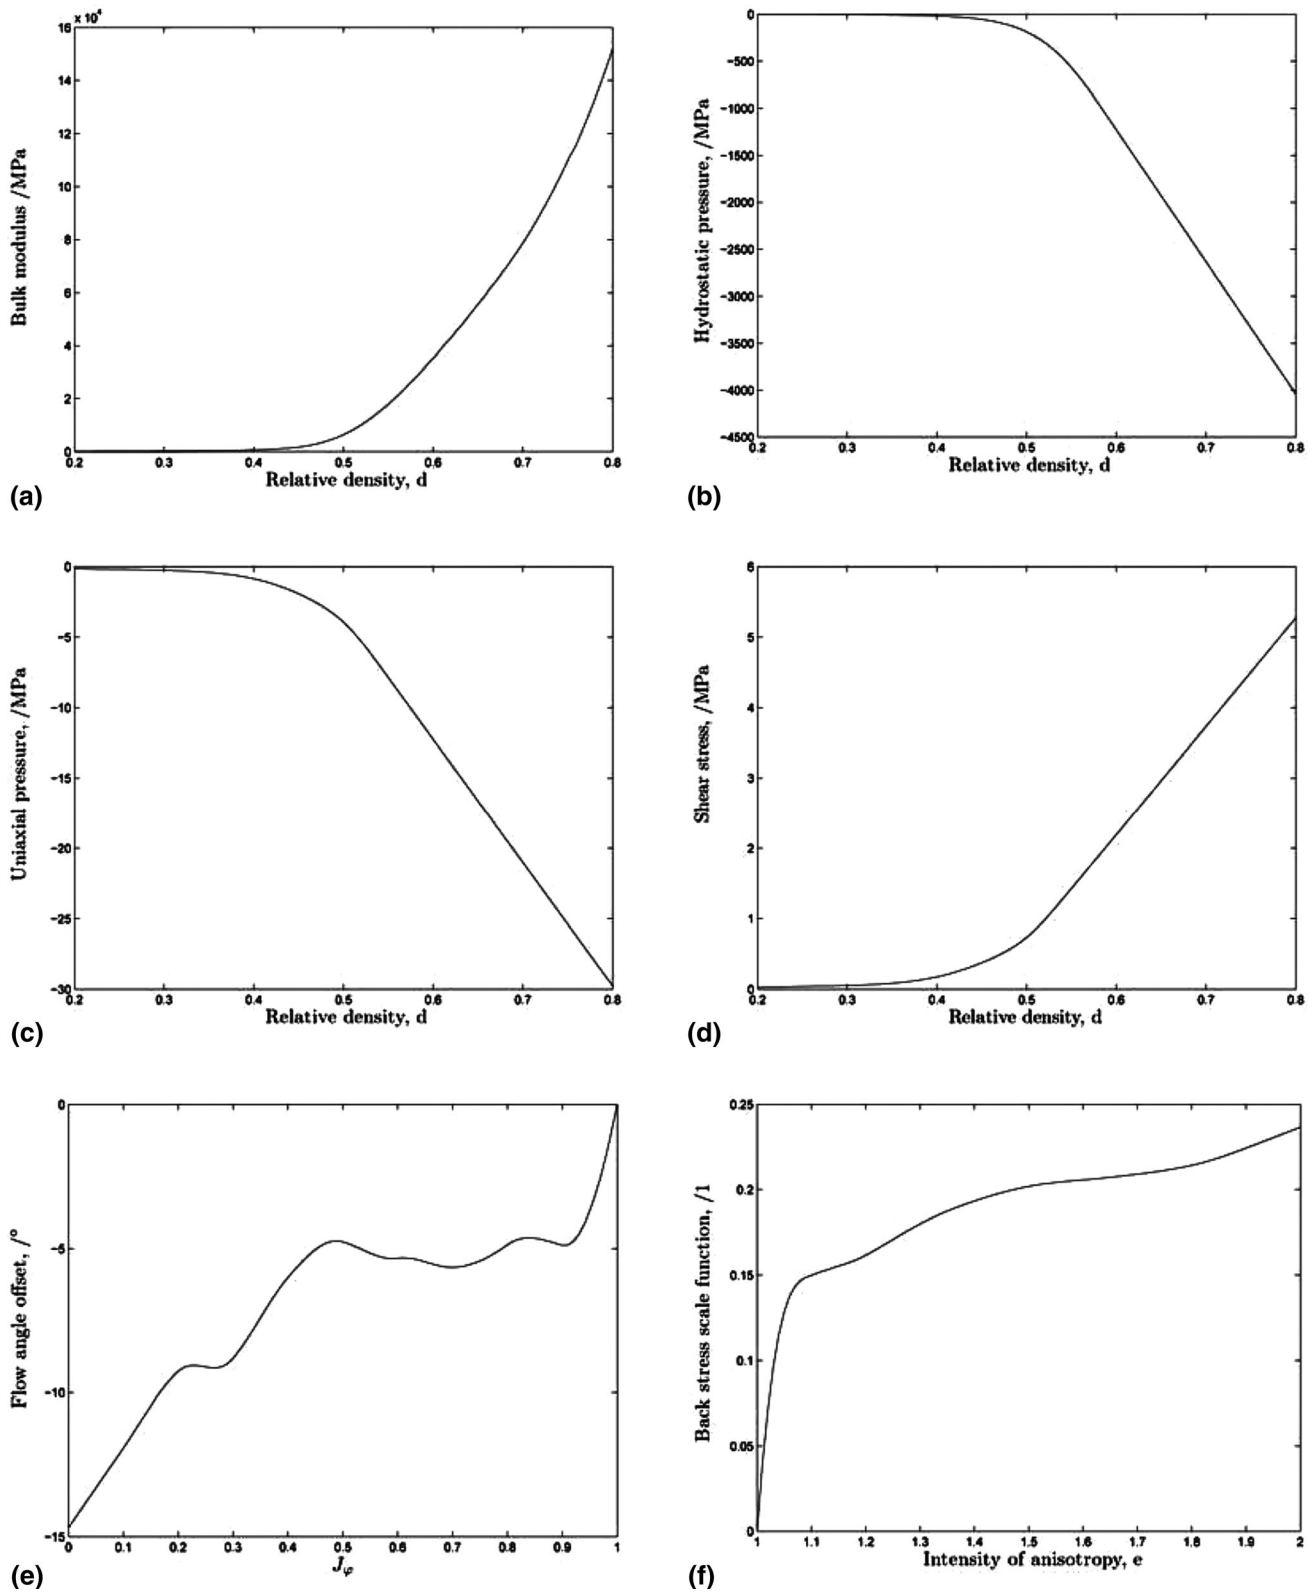 x 10⁴
16
14
12
10
8
6
4
2
0
Bulk modulus /MPa
0.2 0.3 0.4 0.5 0.6 0.7 0.8
Relative density, d
(a)
0
−500
−1000
−1500
−2000
−2500
−3000
−3500
−4000
−4500
Hydrostatic pressure, /MPa
0.2 0.3 0.4 0.5 0.6 0.7 0.8
Relative density, d
(b)
0
−5
−10
−15
−20
−25
−30
Uniaxial pressure, /MPa
0.2 0.3 0.4 0.5 0.6 0.7 0.8
Relative density, d
(c)
6
5
4
3
2
1
0
Shear stress, /MPa
0.2 0.3 0.4 0.5 0.6 0.7 0.8
Relative density, d
(d)
0
−5
−10
−15
Flow angle offset, /°
0 0.1 0.2 0.3 0.4 0.5 0.6 0.7 0.8 0.9 1
J̄φ
(e)
0.25
0.2
0.15
0.1
0.05
0
Back stress scale function, /1
1 1.1 1.2 1.3 1.4 1.5 1.6 1.7 1.8 1.9 2
Intensity of anisotropy, e
(f)